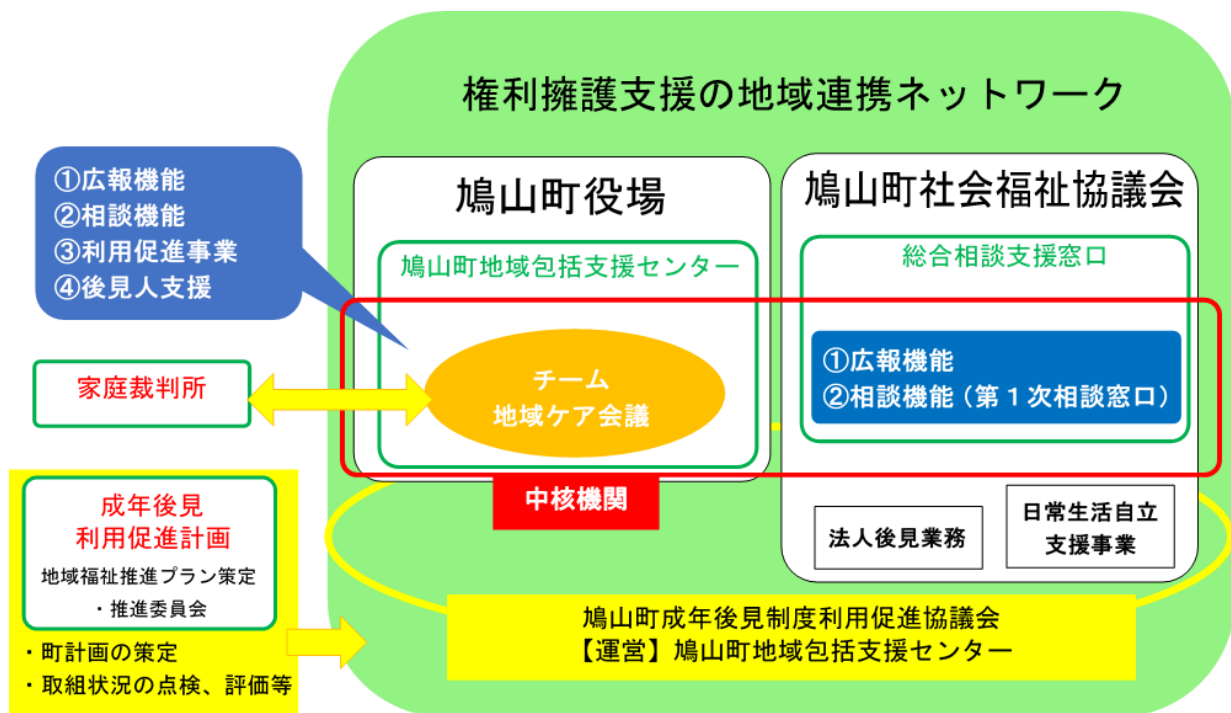 権利擁護支援の地域連携ネットワーク
①広報機能
②相談機能
③利用促進事業
④後見人支援
鳩山町役場
鳩山町地域包括支援センター
チーム
地域ケア会議
中核機関
鳩山町社会福祉協議会
総合相談支援窓口
①広報機能
②相談機能（第１次相談窓口）
法人後見業務
日常生活自立
支援事業
家庭裁判所
成年後見
利用促進計画
地域福祉推進プラン策定
・推進委員会
・町計画の策定
・取組状況の点検、評価等
鳩山町成年後見制度利用促進協議会
【運営】鳩山町地域包括支援センター